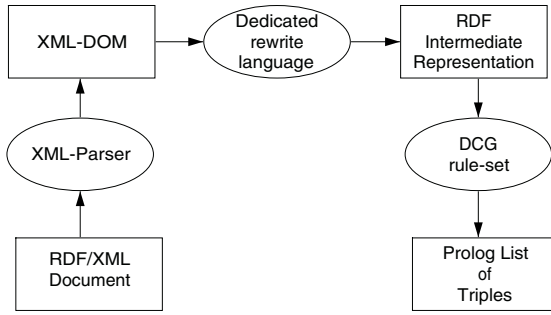 XML-DOM
Dedicated
rewrite
language
RDF
Intermediate
Representation
XML-Parser
DCG
rule-set
RDF/XML
Document
Prolog List
of
Triples